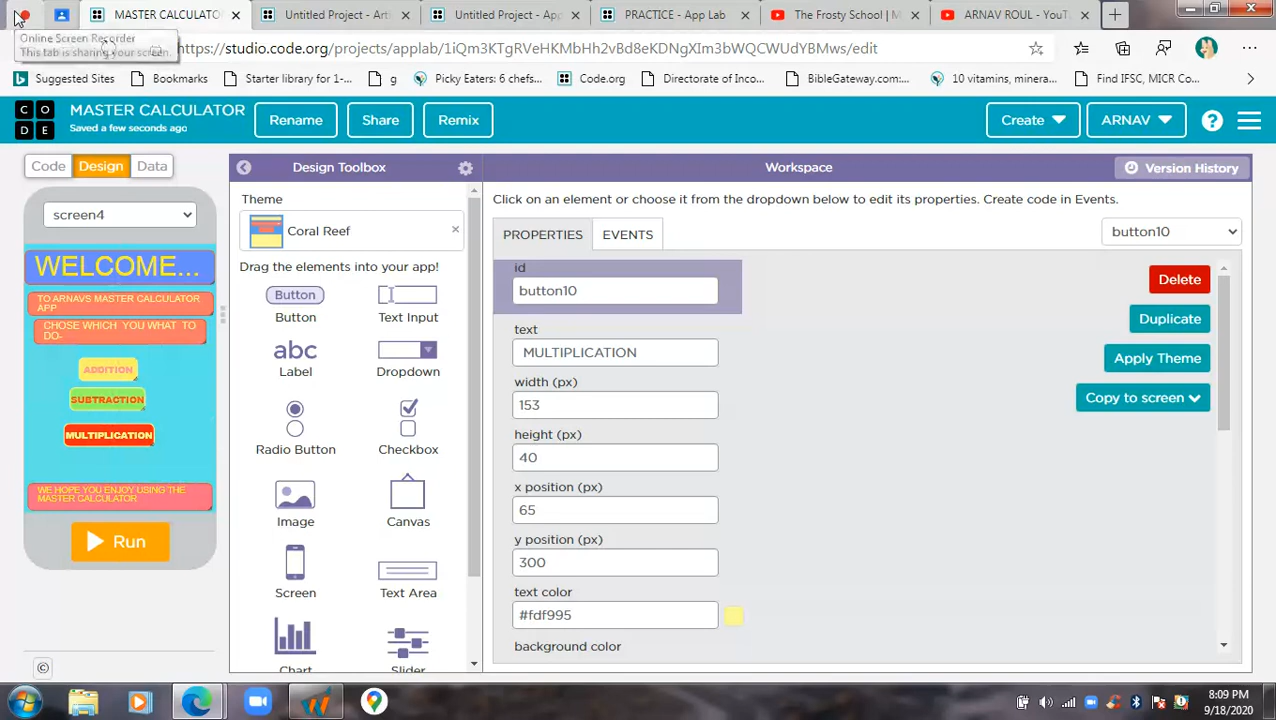 MASTER CALCULATOR
Untitled Project - Art
Untitled Project -
PRACTICE - App Lab
The Frosty School | M
ARNAV ROUL - YouT
Online Screen Recorder
This tab is sharing your screen.
https://studio.code.org/projects/applab/1iQm3KTgRVeHKMbHh2vBd8eKDNgXIm3bWQCWUdYBMws/edit
Suggested Sites
Bookmarks
Starter library for 1-...
g
Picky Eaters: 6 chefs...
Code.org
Directorate of Inco...
BibleGateway.com:...
10 vitamins, minera...
Find IFSC, MICR Co...
C O
D E
MASTER CALCULATOR
Saved a few seconds ago
Rename
Share
Remix
Create
ARNAV
?
Code
Design
Data
Design Toolbox
Workspace
Version History
screen4
WELCOME...
TO ARNAVS MASTER CALCULATOR
APP
CHOSE WHICH YOU WHAT TO
DO-
ADDITION
SUBTRACTION
MULTIPLICATION
WE HOPE YOU ENJOY USING THE
MASTER CALCULATOR
Run
©
Theme
Coral Reef
×
Drag the elements into your app!
Button
Button
Text Input
abc
Label
Dropdown
Radio Button
Checkbox
Image
Canvas
Screen
Text Area
Chart
Slider
Click on an element or choose it from the dropdown below to edit its properties. Create code in Events.
PROPERTIES
EVENTS
button10
id
button10
Delete
Duplicate
Apply Theme
Copy to screen
text
MULTIPLICATION
width (px)
153
height (px)
40
x position (px)
65
y position (px)
300
text color
#fdf995
background color
8:09 PM
9/18/2020